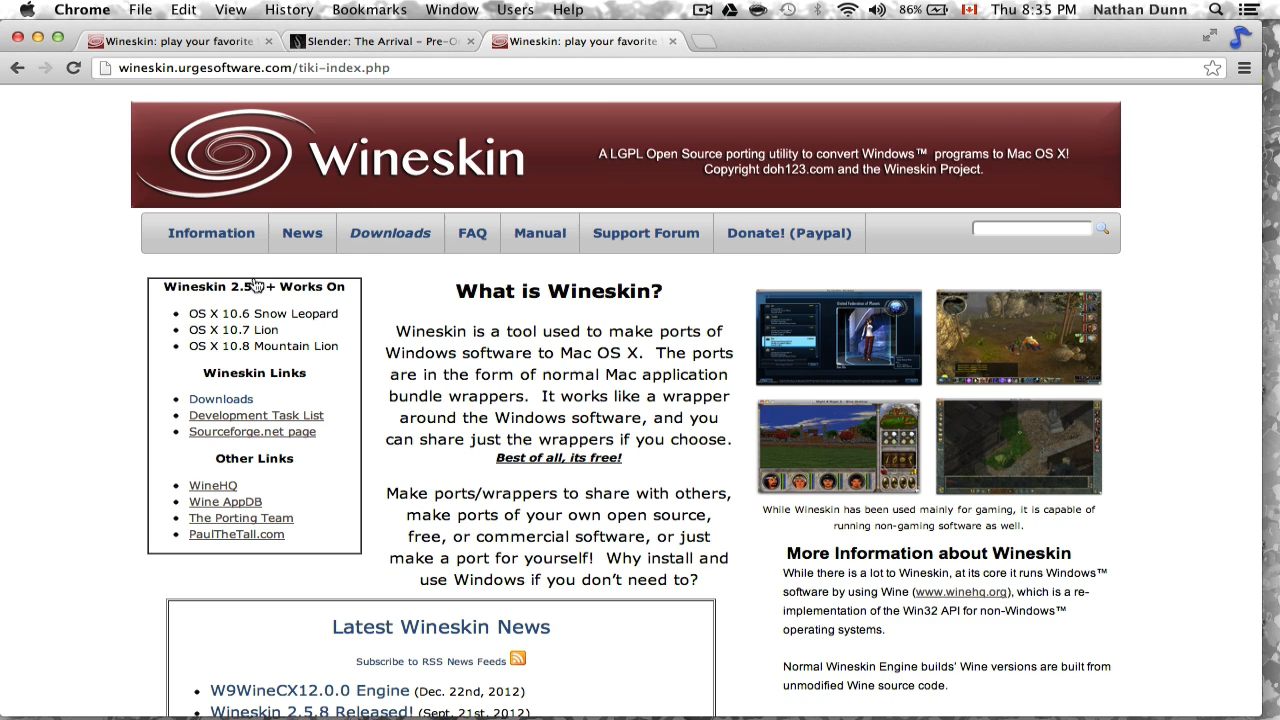 Chrome File Edit View History Bookmarks Window Users Help 86% Thu 8:35 PM Nathan Dunn
Wineskin: play your favorite Slender: The Arrival – Pre-O Wineskin: play your favorite
wineskin.urgesoftware.com/tiki-index.php
Wineskin
A LGPL Open Source porting utility to convert Windows™ programs to Mac OS X!
Copyright doh123.com and the Wineskin Project.
Information News Downloads FAQ Manual Support Forum Donate! (Paypal)
Wineskin 2.5 + Works On
• OS X 10.6 Snow Leopard
• OS X 10.7 Lion
• OS X 10.8 Mountain Lion
Wineskin Links
• Downloads
• Development Task List
• Sourceforge.net page
Other Links
• WineHQ
• Wine AppDB
• The Porting Team
• PaulTheTall.com
What is Wineskin?
Wineskin is a tool used to make ports of
Windows software to Mac OS X. The ports
are in the form of normal Mac application
bundle wrappers. It works like a wrapper
around the Windows software, and you
can share just the wrappers if you choose.
Best of all, its free!
Make ports/wrappers to share with others,
make ports of your own open source,
free, or commercial software, or just
make a port for yourself! Why install and
use Windows if you don't need to?
Latest Wineskin News
Subscribe to RSS News Feeds
• W9WineCX12.0.0 Engine (Dec. 22nd, 2012)
• Wineskin 2.5.8 Released! (Sept. 21st, 2012)
While Wineskin has been used mainly for gaming, it is capable of
running non-gaming software as well.
More Information about Wineskin
While there is a lot to Wineskin, at its core it runs Windows™
software by using Wine (www.winehq.org), which is a re-
implementation of the Win32 API for non-Windows™
operating systems.
Normal Wineskin Engine builds' Wine versions are built from
unmodified Wine source code.